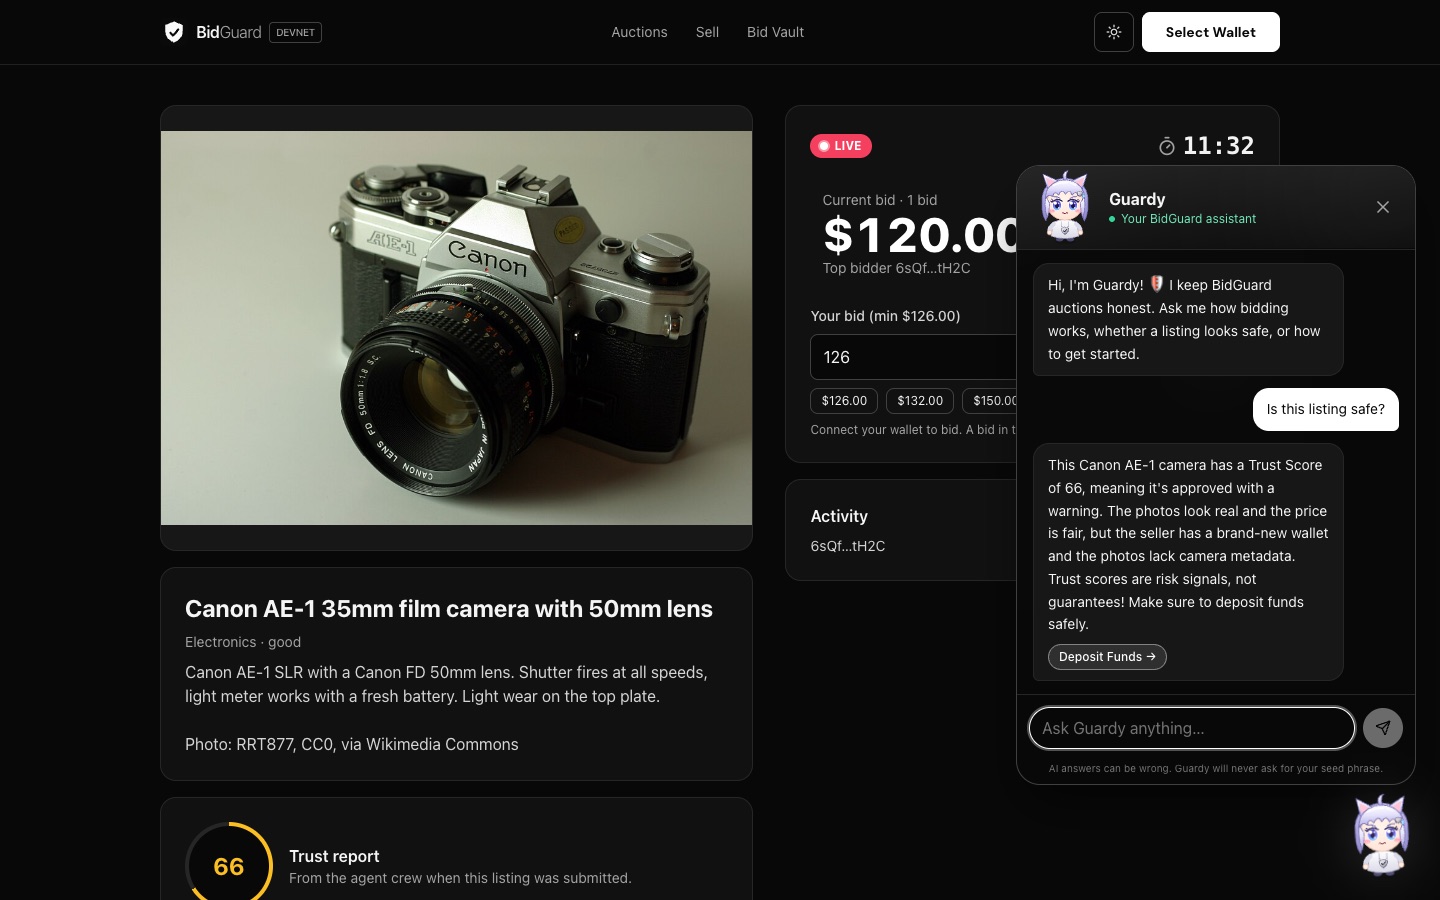 BidGuard DEVNET
Auctions Sell Bid Vault
Select Wallet
AE-1
Canon
CANON LENS FD 50mm 1:1.8 S.C.
LIVE
11:32
Current bid · 1 bid
$120.00
Top bidder 6sQf...tH2C
Your bid (min $126.00)
126
$126.00 $132.00 $150.00
Connect your wallet to bid. A bid in t
Activity
6sQf...tH2C
Canon AE-1 35mm film camera with 50mm lens
Electronics · good
Canon AE-1 SLR with a Canon FD 50mm lens. Shutter fires at all speeds,
light meter works with a fresh battery. Light wear on the top plate.
Photo: RRT877, CC0, via Wikimedia Commons
66
Trust report
From the agent crew when this listing was submitted.
Guardy
Your BidGuard assistant
Hi, I'm Guardy! I keep BidGuard
auctions honest. Ask me how bidding
works, whether a listing looks safe, or how
to get started.
Is this listing safe?
This Canon AE-1 camera has a Trust Score
of 66, meaning it's approved with a
warning. The photos look real and the price
is fair, but the seller has a brand-new wallet
and the photos lack camera metadata.
Trust scores are risk signals, not
guarantees! Make sure to deposit funds
safely.
Deposit Funds →
Ask Guardy anything...
AI answers can be wrong. Guardy will never ask for your seed phrase.